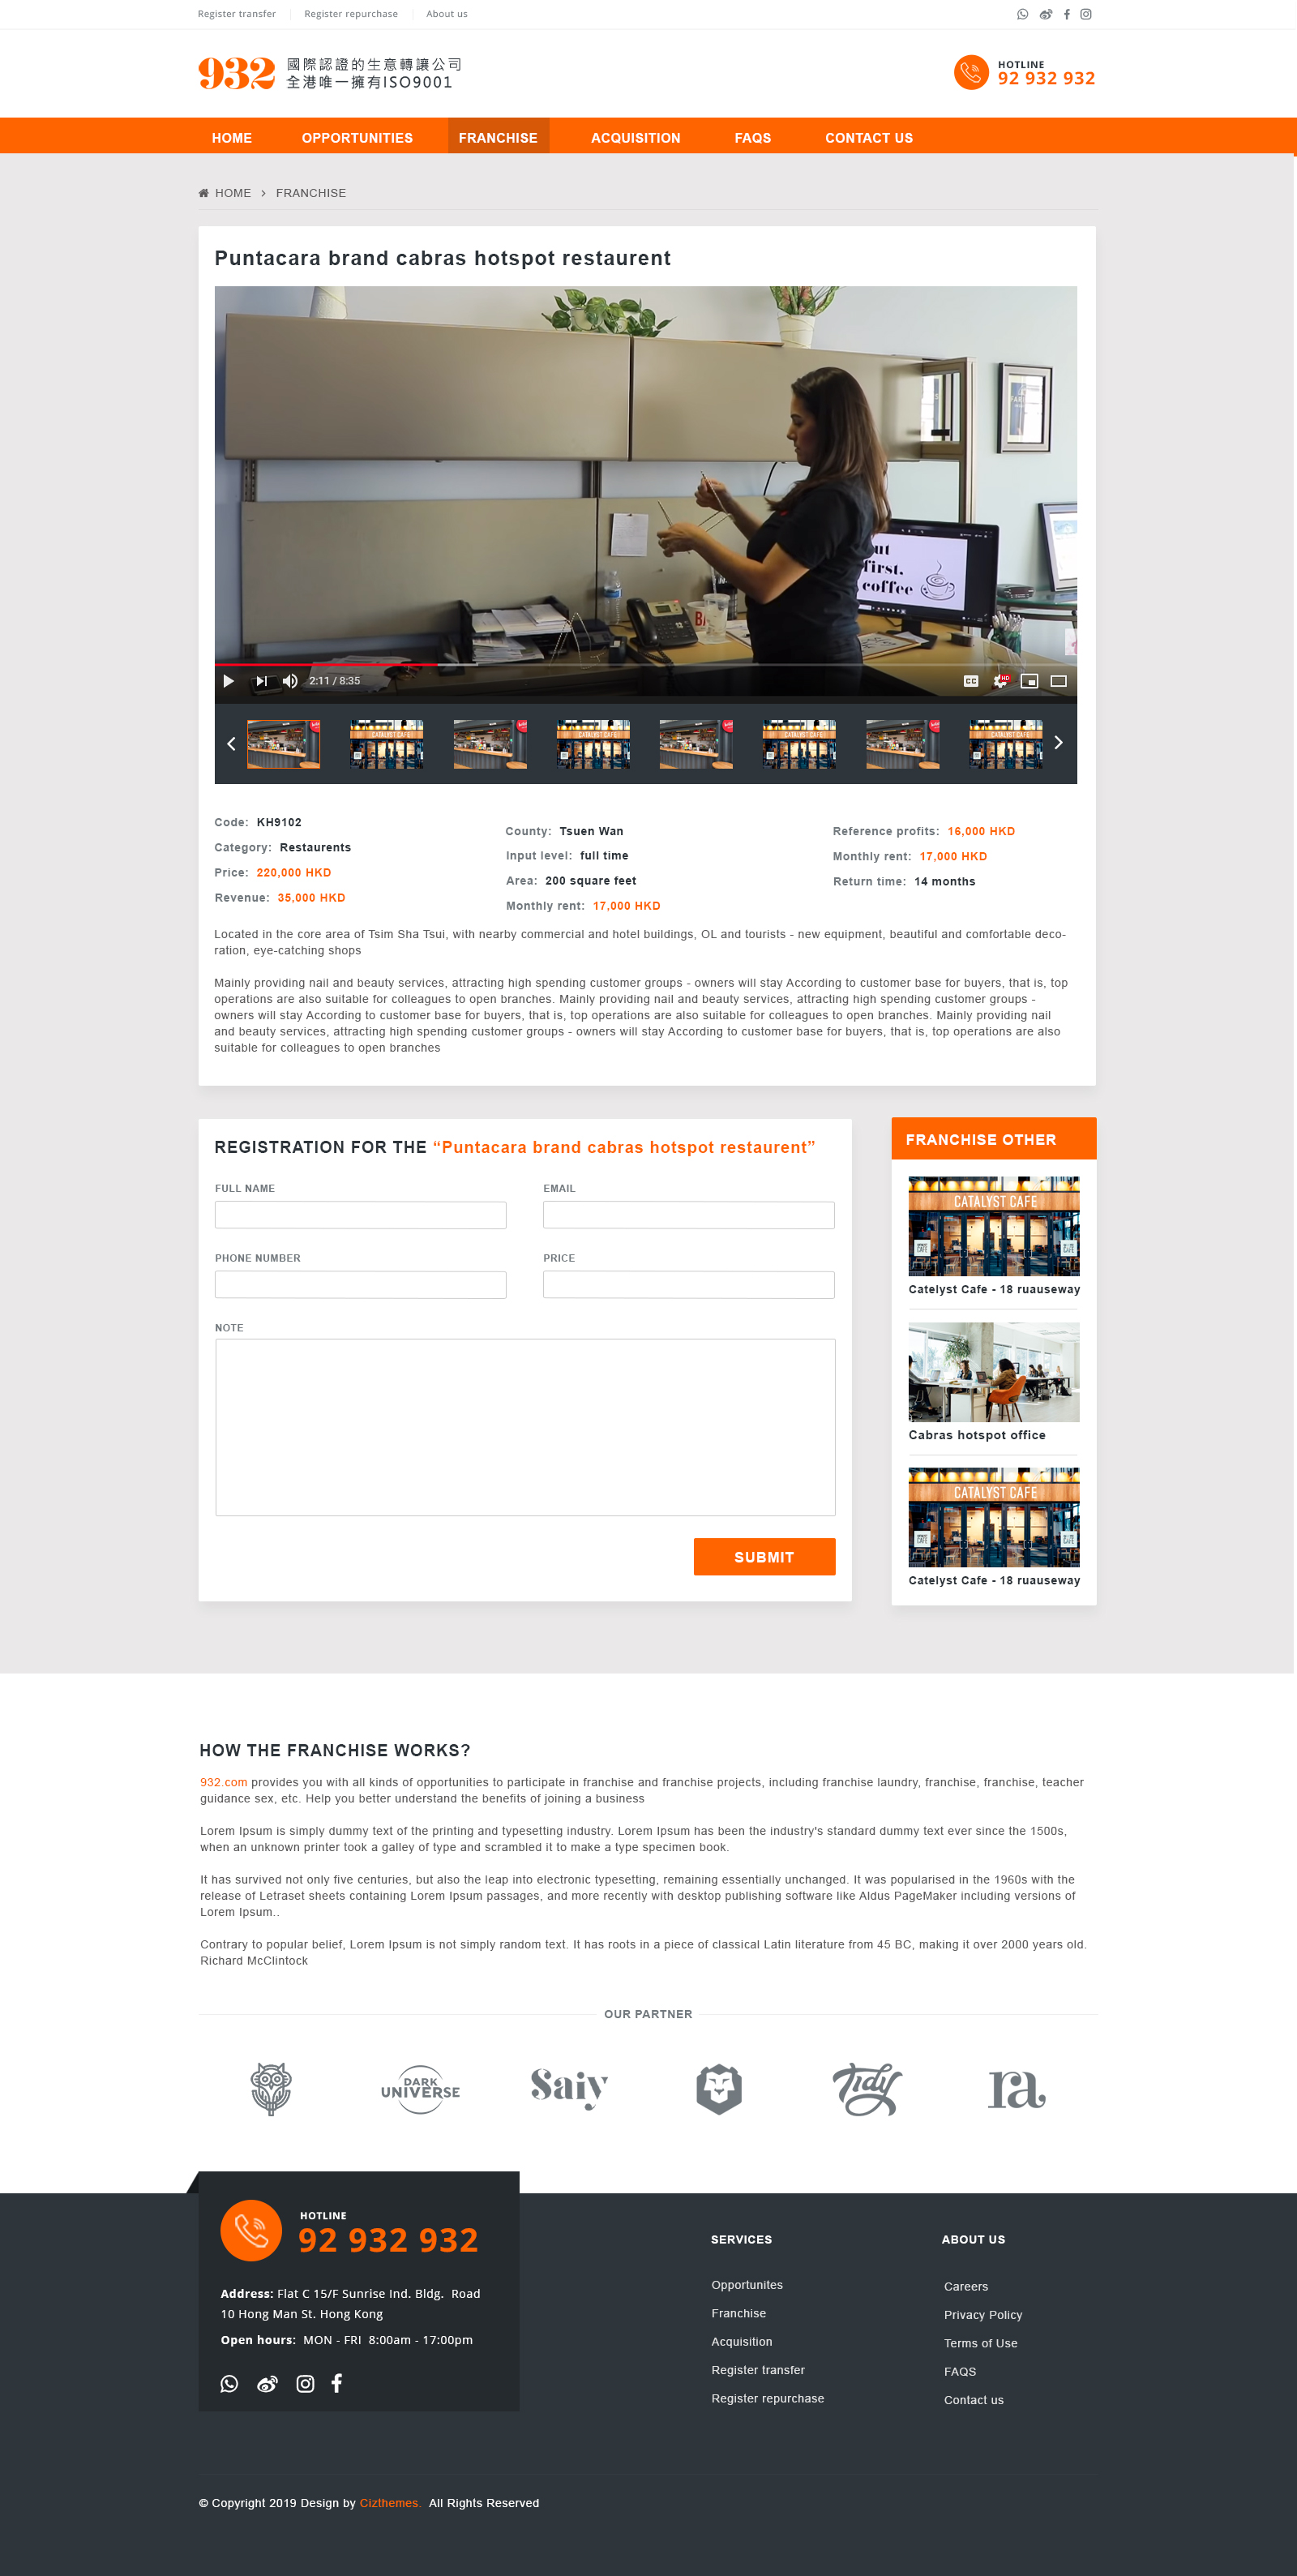 Register transfer
Register repurchase
About us
932
國際認證的生意轉讓公司
全港唯一擁有ISO9001
HOTLINE
92 932 932
HOME
OPPORTUNITIES
FRANCHISE
ACQUISITION
FAQS
CONTACT US
HOME > FRANCHISE
Puntacara brand cabras hotspot restaurent
but
first,
coffee
2:11 / 8:35
CC
HD
CATALYST CAFE
CATALYST CAFE
CATALYST CAFE
CATALYST CAFE
Code: KH9102
Category: Restaurents
Price: 220,000 HKD
Revenue: 35,000 HKD
County: Tsuen Wan
Input level: full time
Area: 200 square feet
Monthly rent: 17,000 HKD
Reference profits: 16,000 HKD
Monthly rent: 17,000 HKD
Return time: 14 months
Located in the core area of Tsim Sha Tsui, with nearby commercial and hotel buildings, OL and tourists - new equipment, beautiful and comfortable deco-
ration, eye-catching shops
Mainly providing nail and beauty services, attracting high spending customer groups - owners will stay According to customer base for buyers, that is, top
operations are also suitable for colleagues to open branches. Mainly providing nail and beauty services, attracting high spending customer groups -
owners will stay According to customer base for buyers, that is, top operations are also suitable for colleagues to open branches. Mainly providing nail
and beauty services, attracting high spending customer groups - owners will stay According to customer base for buyers, that is, top operations are also
suitable for colleagues to open branches
REGISTRATION FOR THE “Puntacara brand cabras hotspot restaurent”
FULL NAME
EMAIL
PHONE NUMBER
PRICE
NOTE
SUBMIT
FRANCHISE OTHER
CATALYST CAFE
Catelyst Cafe - 18 ruauseway
Cabras hotspot office
CATALYST CAFE
Catelyst Cafe - 18 ruauseway
HOW THE FRANCHISE WORKS?
932.com provides you with all kinds of opportunities to participate in franchise and franchise projects, including franchise laundry, franchise, franchise, teacher
guidance sex, etc. Help you better understand the benefits of joining a business
Lorem Ipsum is simply dummy text of the printing and typesetting industry. Lorem Ipsum has been the industry's standard dummy text ever since the 1500s,
when an unknown printer took a galley of type and scrambled it to make a type specimen book.
It has survived not only five centuries, but also the leap into electronic typesetting, remaining essentially unchanged. It was popularised in the 1960s with the
release of Letraset sheets containing Lorem Ipsum passages, and more recently with desktop publishing software like Aldus PageMaker including versions of
Lorem Ipsum..
Contrary to popular belief, Lorem Ipsum is not simply random text. It has roots in a piece of classical Latin literature from 45 BC, making it over 2000 years old.
Richard McClintock
OUR PARTNER
DARK
UNIVERSE
Saiy
Tidy
ra
HOTLINE
92 932 932
Address: Flat C 15/F Sunrise Ind. Bldg. Road
10 Hong Man St. Hong Kong
Open hours: MON - FRI 8:00am - 17:00pm
SERVICES
Opportunites
Franchise
Acquisition
Register transfer
Register repurchase
ABOUT US
Careers
Privacy Policy
Terms of Use
FAQS
Contact us
© Copyright 2019 Design by Cizthemes. All Rights Reserved